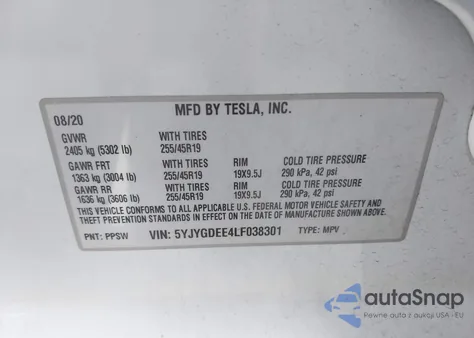 MFD BY TESLA, INC.
08/20
GVWR WITH TIRES
2405 kg (5302 lb) 255/45R19
GAWR FRT WITH TIRES RIM COLD TIRE PRESSURE
1363 kg (3004 lb) 255/45R19 19X9.5J 290 kPa, 42 psi
GAWR RR WITH TIRES RIM COLD TIRE PRESSURE
1636 kg (3606 lb) 255/45R19 19X9.5J 290 kPa, 42 psi
THIS VEHICLE CONFORMS TO ALL APPLICABLE U.S. FEDERAL MOTOR VEHICLE SAFETY AND
THEFT PREVENTION STANDARDS IN EFFECT ON THE DATE OF MANUFACTURE SHOWN ABOVE.
PNT: PPSW VIN: 5YJYGDEE4LF038301 TYPE: MPV
autaSnap
Pewne auta z aukcji USA - EU